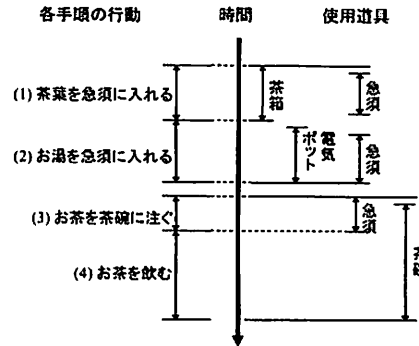 各手順の行動
時間
使用道具
(1) 茶葉を急須に入れる
茶箱
急須
(2) お湯を急須に入れる
電気
ポット
急須
(3) お茶を茶碗に注ぐ
急須
(4) お茶を飲む